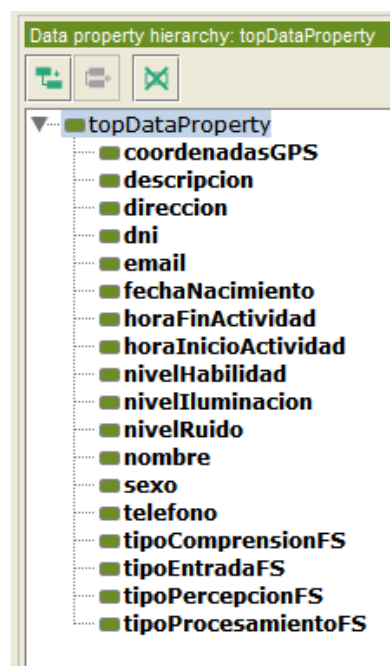 Data property hierarchy: topDataProperty
topDataProperty
coordenadasGPS
descripcion
direccion
dni
email
fechaNacimiento
horaFinActividad
horaInicioActividad
nivelHabilidad
nivelIluminacion
nivelRuido
nombre
sexo
telefono
tipoComprensionFS
tipoEntradaFS
tipoPercepcionFS
tipoProcesamientoFS